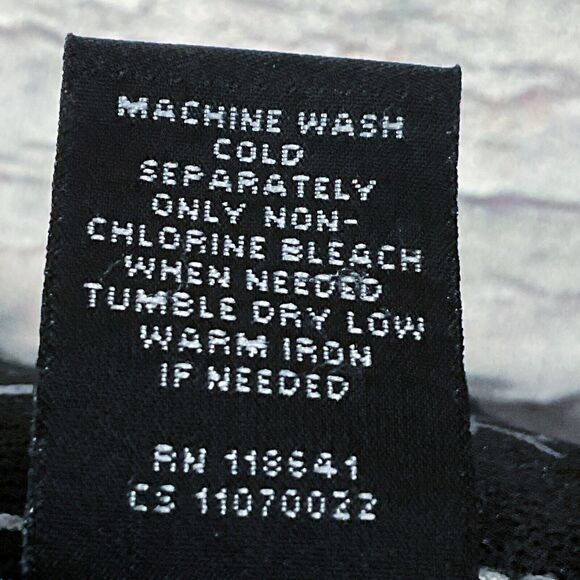 MACHINE WASH
COLD
SEPARATELY
ONLY NON-
CHLORINE BLEACH
WHEN NEEDED
TUMBLE DRY LOW
WARM IRON
IF NEEDED
RN 118641
CS 11070022